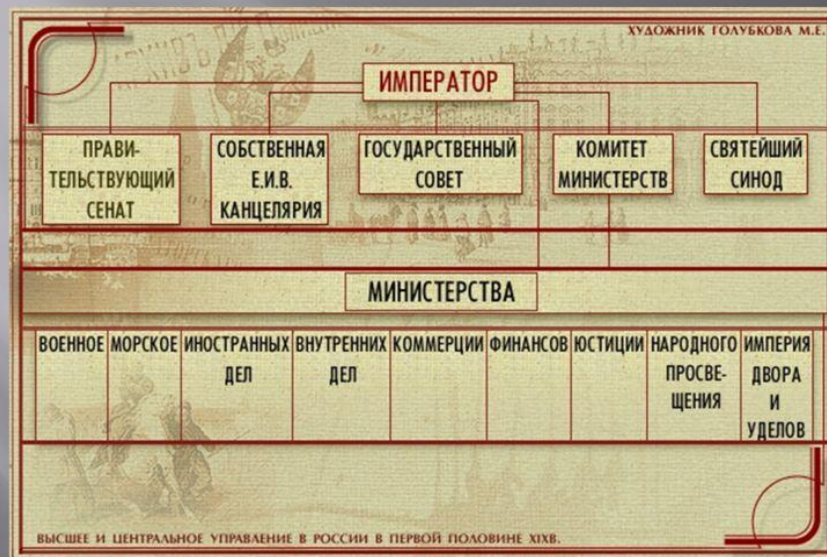 ХУДОЖНИК ГОЛУБКОВА М.Е.
ИМПЕРАТОР
ПРАВИ-
ТЕЛЬСТВУЮЩИЙ
СЕНАТ
СОБСТВЕННАЯ
Е.И.В.
КАНЦЕЛЯРИЯ
ГОСУДАРСТВЕННЫЙ
СОВЕТ
КОМИТЕТ
МИНИСТЕРСТВ
СВЯТЕЙШИЙ
СИНОД
МИНИСТЕРСТВА
ВОЕННОЕ
МОРСКОЕ
ИНОСТРАННЫХ
ДЕЛ
ВНУТРЕННИХ
ДЕЛ
КОММЕРЦИИ
ФИНАНСОВ
ЮСТИЦИИ
НАРОДНОГО
ПРОСВЕ-
ЩЕНИЯ
ИМПЕРИЯ
ДВОРА
И
УДЕЛОВ
ВЫСШЕЕ И ЦЕНТРАЛЬНОЕ УПРАВЛЕНИЕ В РОССИИ В ПЕРВОЙ ПОЛОВИНЕ XIXВ.